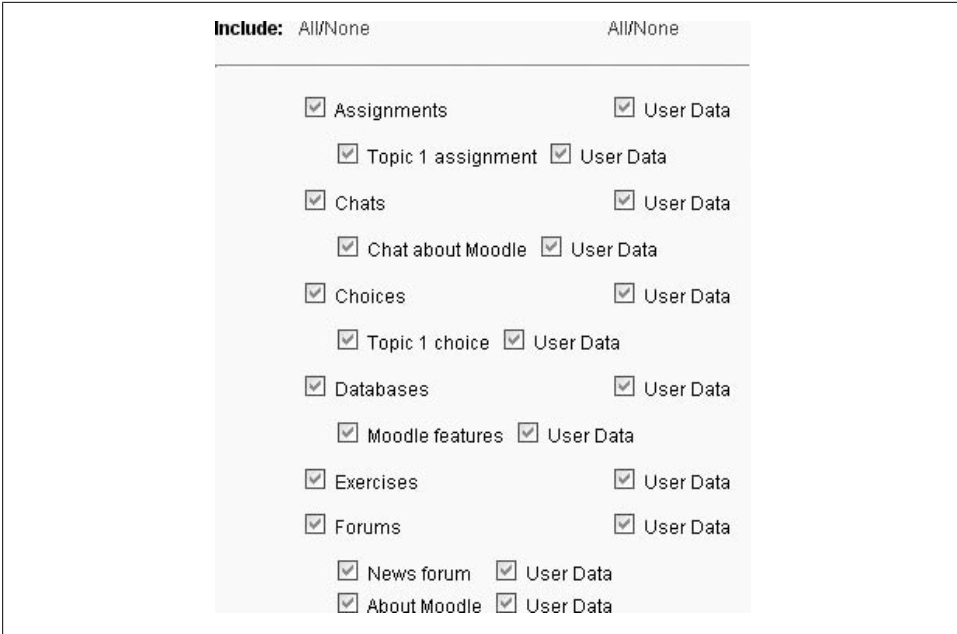 Include: All/None All/None
Assignments User Data
Topic 1 assignment User Data
Chats User Data
Chat about Moodle User Data
Choices User Data
Topic 1 choice User Data
Databases User Data
Moodle features User Data
Exercises User Data
Forums User Data
News forum User Data
About Moodle User Data